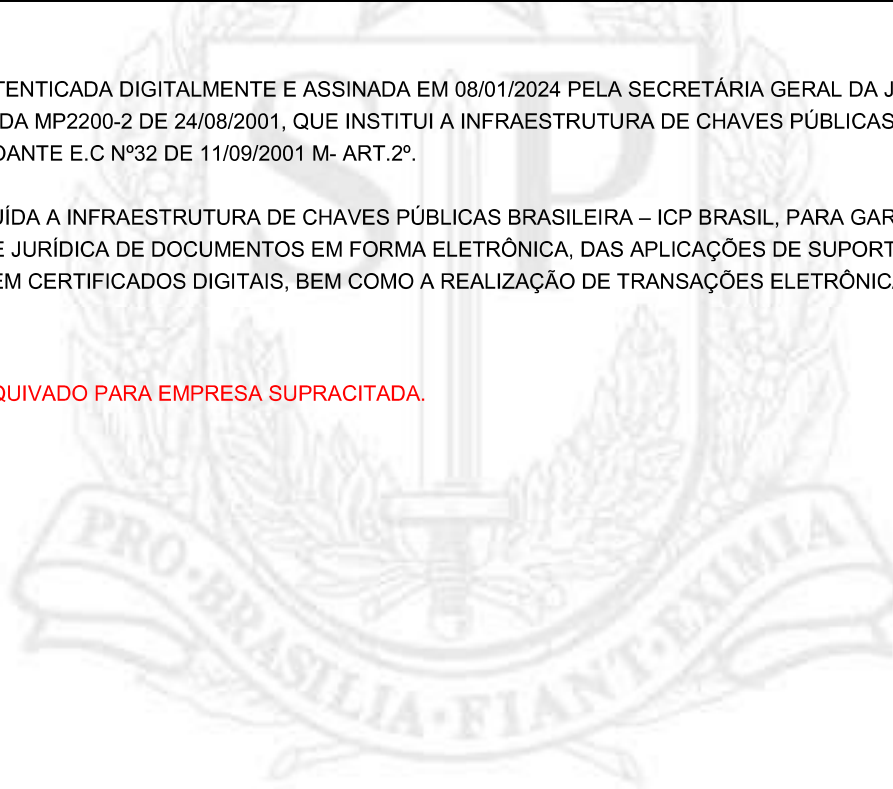 TENTICADA DIGITALMENTE E ASSINADA EM 08/01/2024 PELA SECRETÁRIA GERAL DA J
DA MP2200-2 DE 24/08/2001, QUE INSTITUI A INFRAESTRUTURA DE CHAVES PÚBLICAS
DANTE E.C Nº32 DE 11/09/2001 M- ART.2º.
UÍDA A INFRAESTRUTURA DE CHAVES PÚBLICAS BRASILEIRA – ICP BRASIL, PARA GAR
E JURÍDICA DE DOCUMENTOS EM FORMA ELETRÔNICA, DAS APLICAÇÕES DE SUPORT
EM CERTIFICADOS DIGITAIS, BEM COMO A REALIZAÇÃO DE TRANSAÇÕES ELETRÔNICA
QUIVADO PARA EMPRESA SUPRACITADA.
SP
PRO·BRASILIA·FIANT·EXIMIA